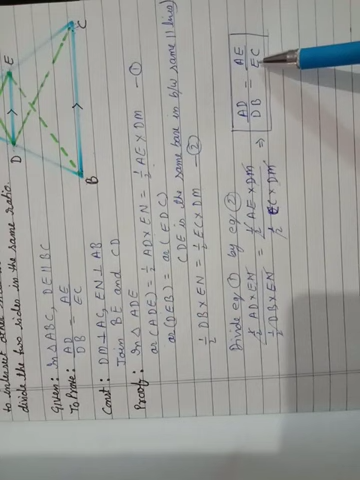 to intersect other
divide the two sides in the same ratio.
E
D
C
B
Given: In △ABC, DE||BC
To Prove: AD/DB = AE/EC
Const: DM⊥AC, EN⊥AB
Join BE and CD
Proof: In △ADE
ar(ADE) = 1/2 AD×EN = 1/2 AE×DM —①
ar(DEB) = ar(EDC)
(DE is the same base in b/w same || lines)
1/2 DB×EN = 1/2 EC×DM —②
Divide eq ① by eq ②
1/2 AD×EN / 1/2 DB×EN = 1/2 AE×DM / 1/2 EC×DM ⇒ AD/DB = AE/EC